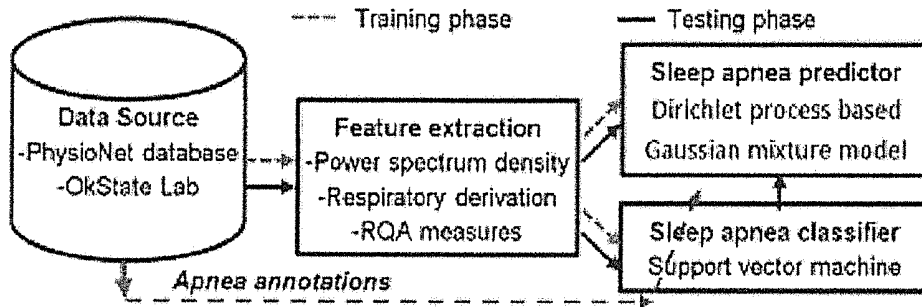 Training phase
Testing phase
Data Source
-PhysioNet database
-OkState Lab
Feature extraction
-Power spectrum density
-Respiratory derivation
-RQA measures
Sleep apnea predictor
Dirichlet process based
Gaussian mixture model
Sleep apnea classifier
Support vector machine
Apnea annotations